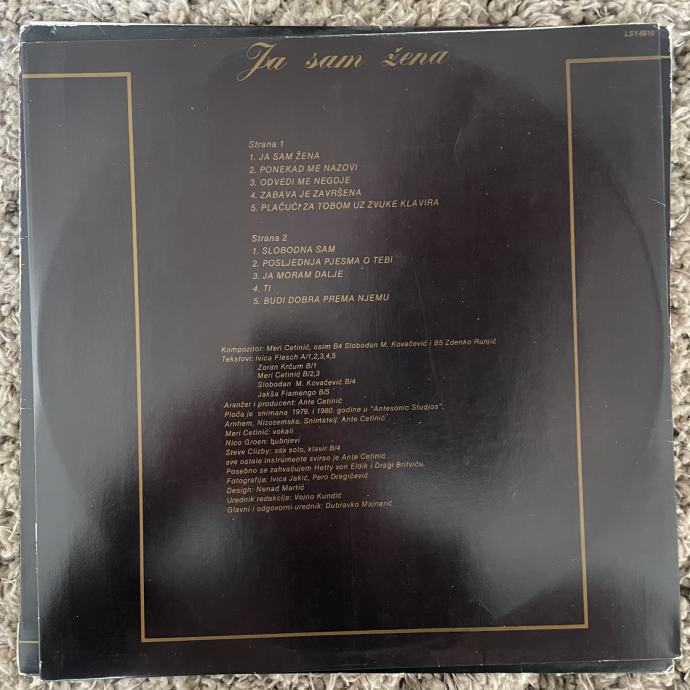 LSY-6610
Ja sam žena
Strana 1
1. JA SAM ŽENA
2. PONEKAD ME NAZOVI
3. ODVEDI ME NEGDJE
4. ZABAVA JE ZAVRŠENA
5. PLAČUĆI ZA TOBOM UZ ZVUKE KLAVIRA
Strana 2
1. SLOBODNA SAM
2. POSLJEDNJA PJESMA O TEBI
3. JA MORAM DALJE
4. TI
5. BUDI DOBRA PREMA NJEMU
Kompozitor: Meri Cetinić, osim B4 Slobodan M. Kovačević i B5 Zdenko Runjić
Tekstovi: Ivica Flesch A/1,2,3,4,5
Zoran Krčum B/1
Meri Cetinić B/2,3
Slobodan M. Kovačević B/4
Jakša Fiamengo B/5
Aranžer i producent: Ante Cetinić
Ploča je snimana 1979. i 1980. godine u "Antesonic Studios",
Arnhem, Nizozemska. Snimatelj: Ante Cetinić
Meri Cetinić: vokali
Nico Groen: bubnjevi
Steve Clizby: sax solo, klavir B/4
sve ostale instrumente svirao je Ante Cetinić
Posebno se zahvaljujem Hetty von Eldik i Dragi Britviću.
Fotografije: Ivica Jakić, Pero Dragičević
Desigh: Nenad Martić
Urednik redakcije: Vojno Kundić
Glavni i odgovorni urednik: Dubravko Majnarić